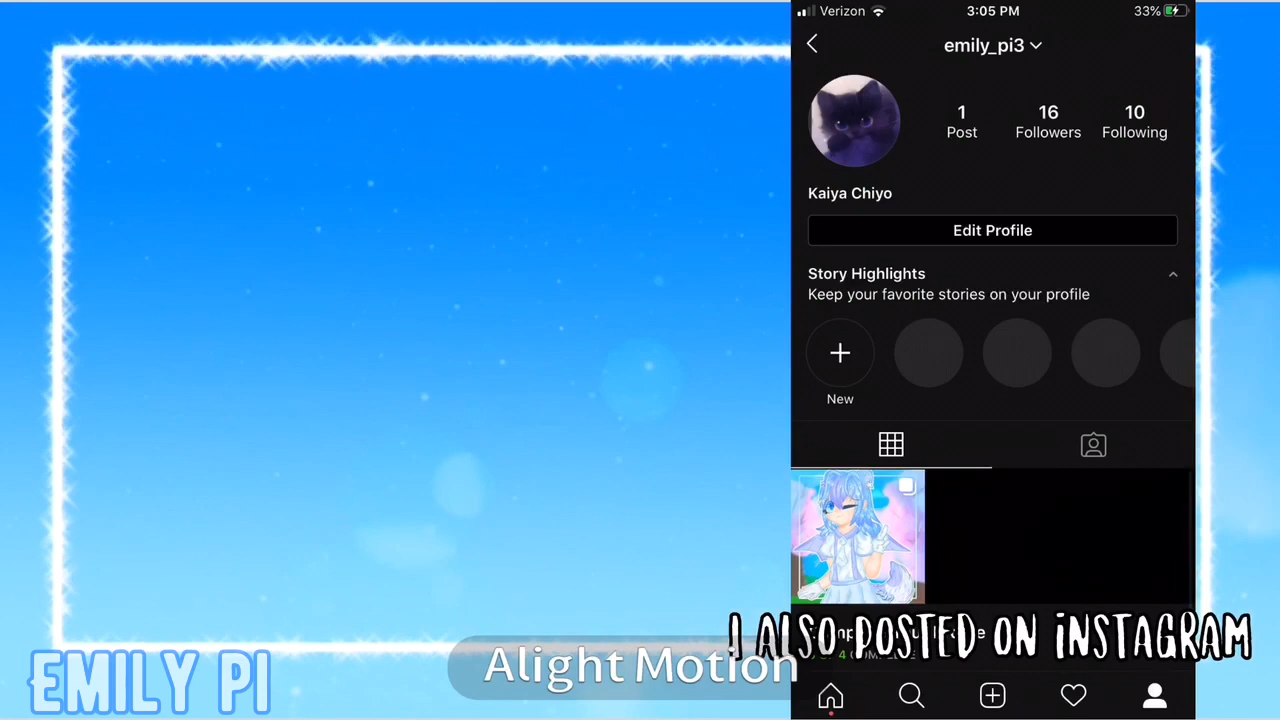 Verizon
3:05 PM
33%
emily_pi3
1
Post
16
Followers
10
Following
Kaiya Chiyo
Edit Profile
Story Highlights
Keep your favorite stories on your profile
New
I ALSO POSTED ON INSTAGRAM
Alight Motion
EMILY PI